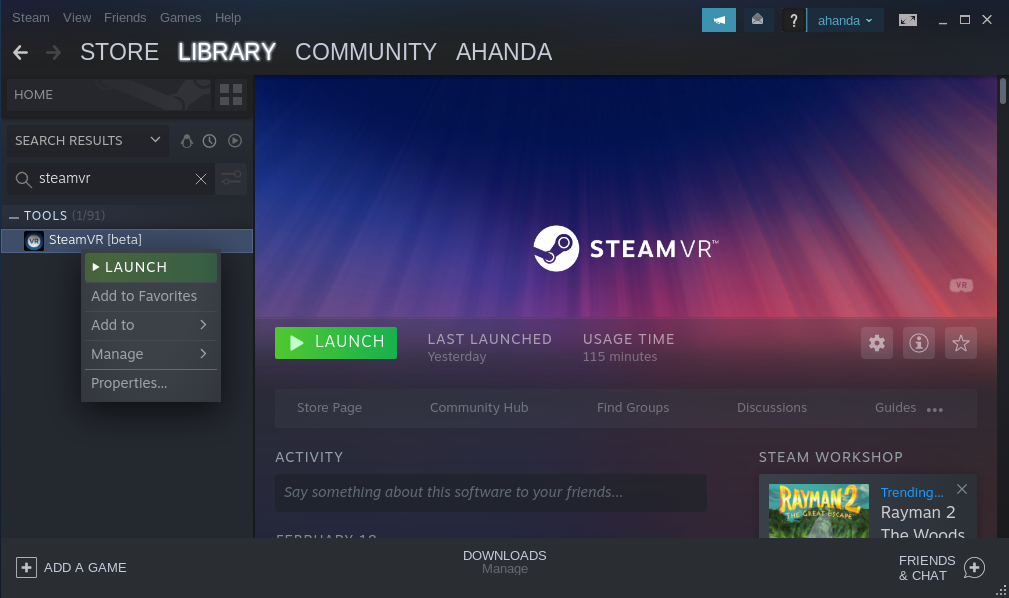 Steam View Friends Games Help
? ahanda
STORE LIBRARY COMMUNITY AHANDA
HOME
SEARCH RESULTS
steamvr
TOOLS (1/91)
VR SteamVR [beta]
LAUNCH
Add to Favorites
Add to
Manage
Properties...
STEAMVR™
VR
LAUNCH
LAST LAUNCHED
Yesterday
USAGE TIME
115 minutes
Store Page Community Hub Find Groups Discussions Guides
ACTIVITY
Say something about this software to your friends...
STEAM WORKSHOP
RAYMAN 2
THE GREAT ESCAPE
Trending...
Rayman 2
The Woods
ADD A GAME
DOWNLOADS
Manage
FRIENDS
& CHAT